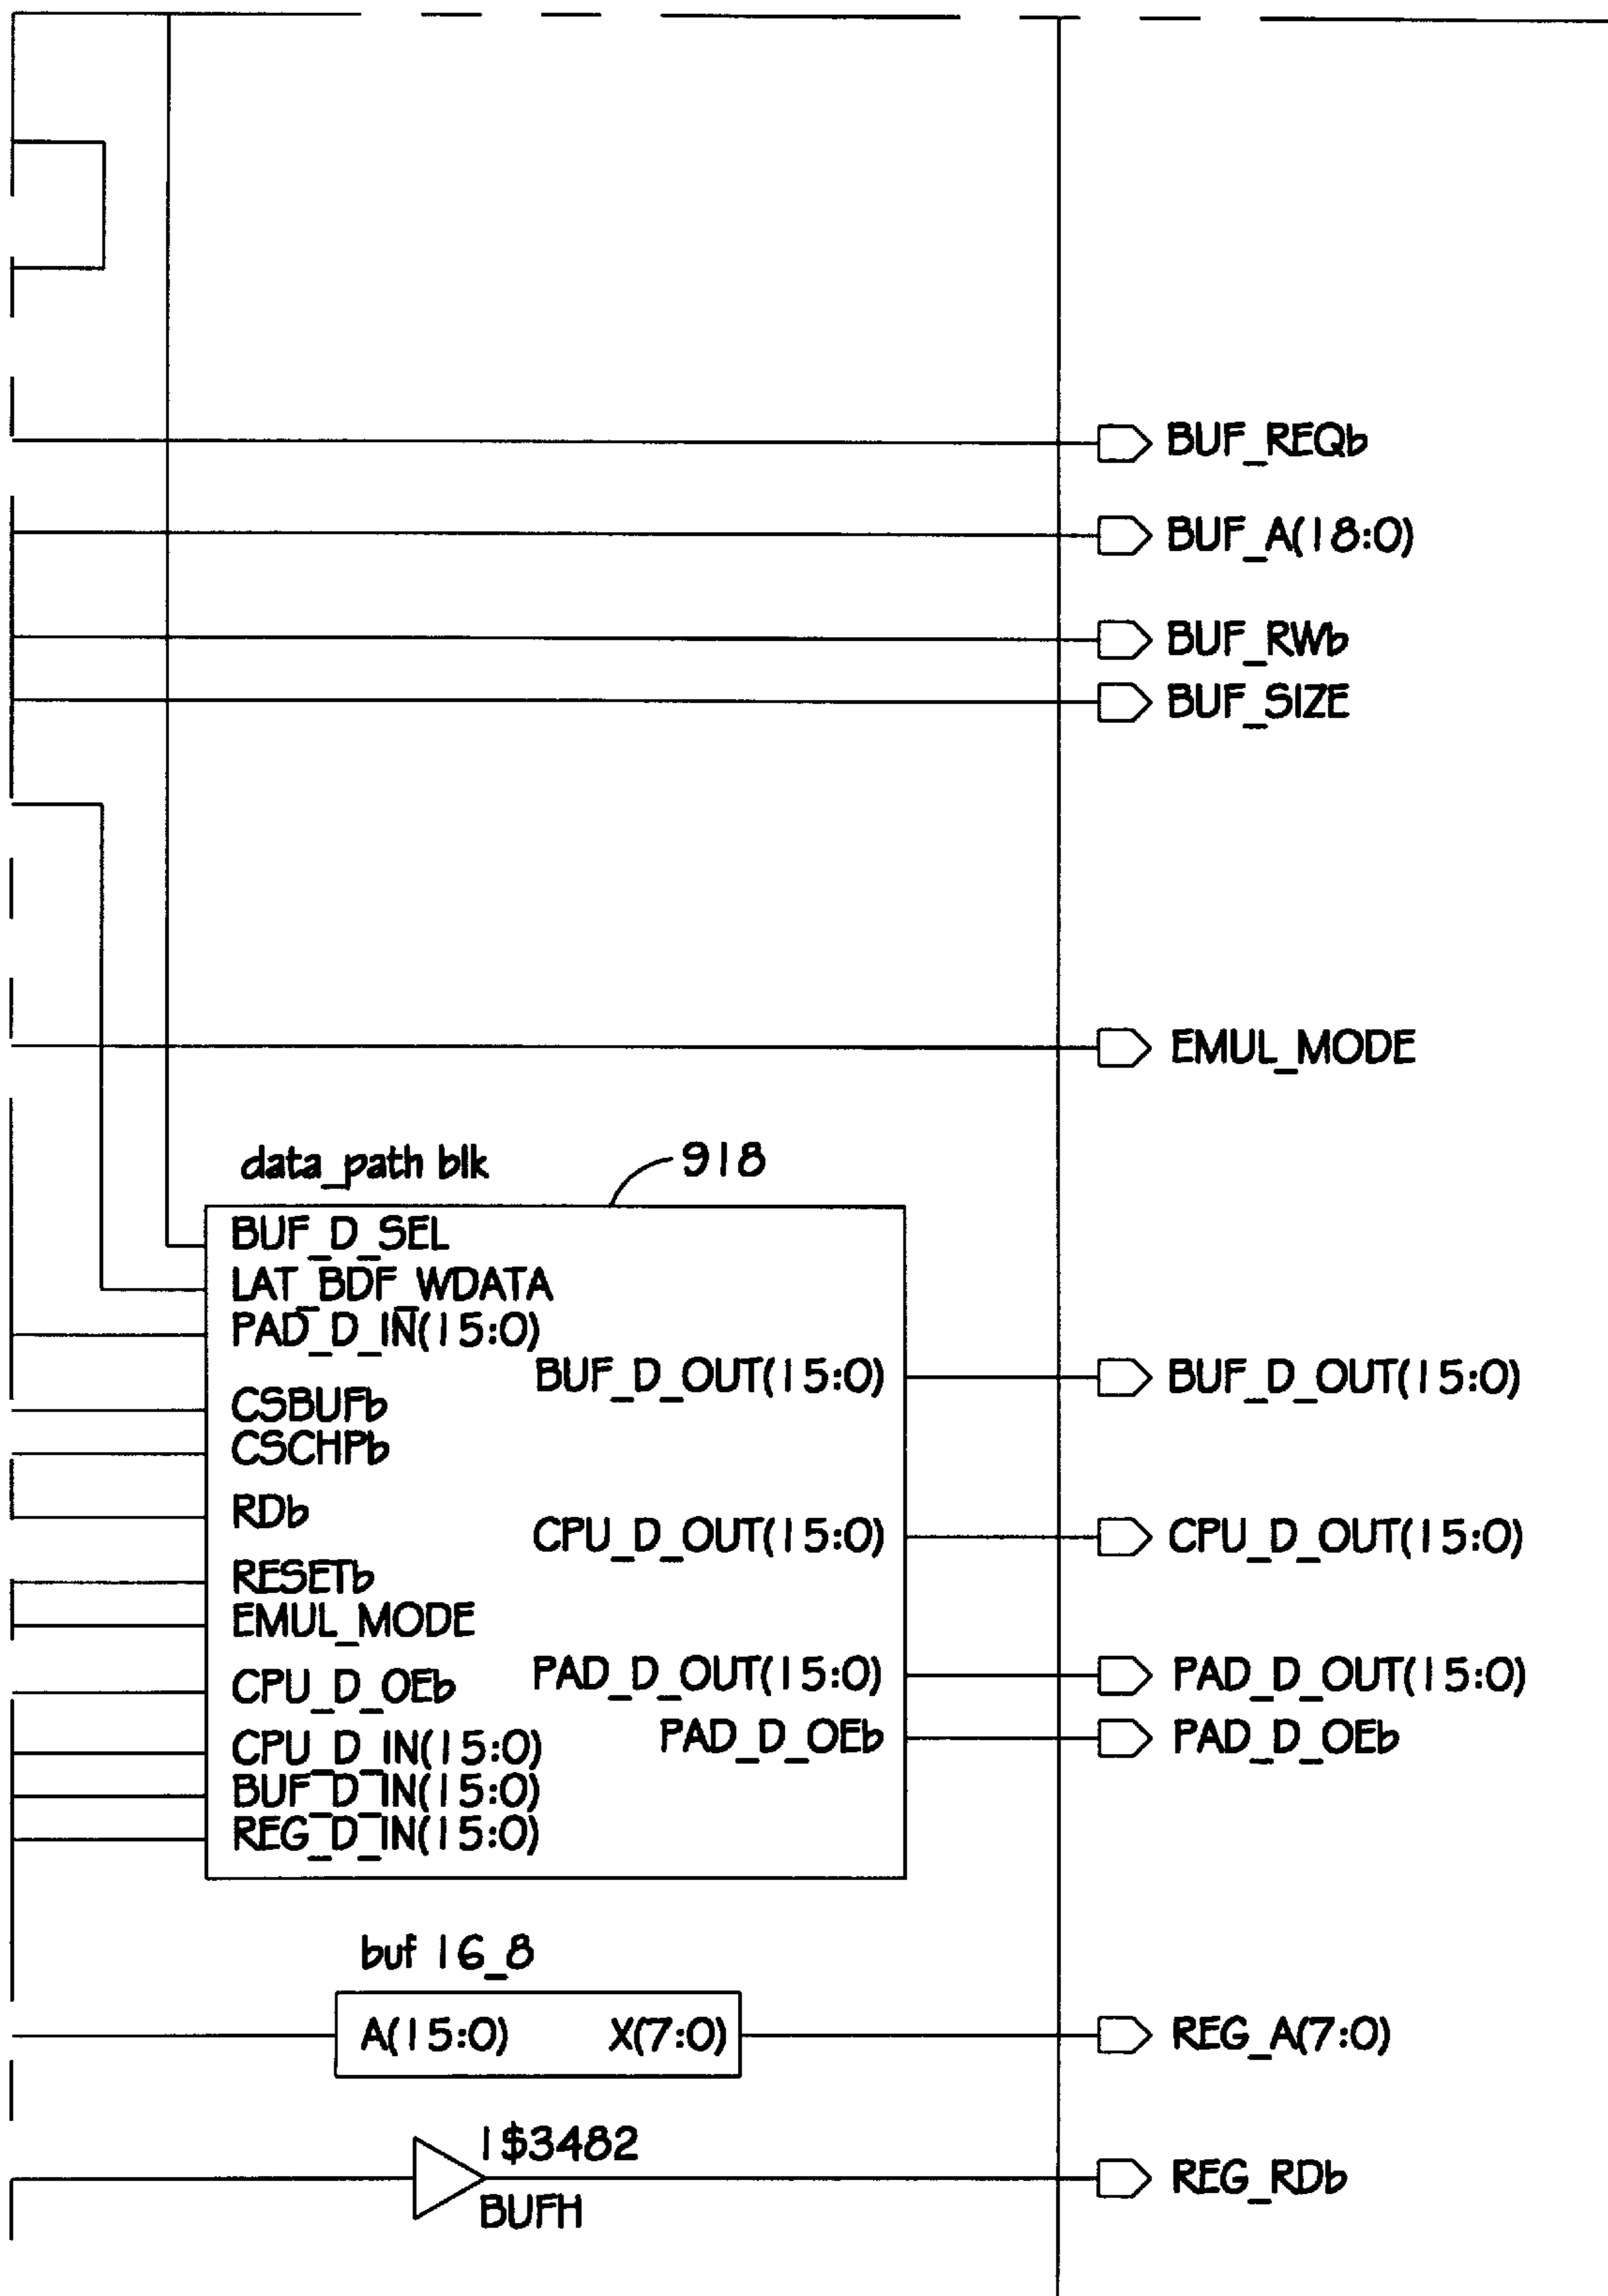 BUF_REQb
BUF_A(18:0)
BUF_RWb
BUF_SIZE
EMUL_MODE
data_path blk
918
BUF_D_SEL
LAT_BDF_WDATA
PAD_D_IN(15:0)
BUF_D_OUT(15:0)
BUF_D_OUT(15:0)
CSBUFb
CSCHPb
RDb
CPU_D_OUT(15:0)
CPU_D_OUT(15:0)
RESETb
EMUL_MODE
CPU_D_OEb
PAD_D_OUT(15:0)
PAD_D_OUT(15:0)
PAD_D_OEb
PAD_D_OEb
CPU_D_IN(15:0)
BUF_D_IN(15:0)
REG_D_IN(15:0)
buf 16_8
A(15:0)
X(7:0)
REG_A(7:0)
1$3482
BUFH
REG_RDb